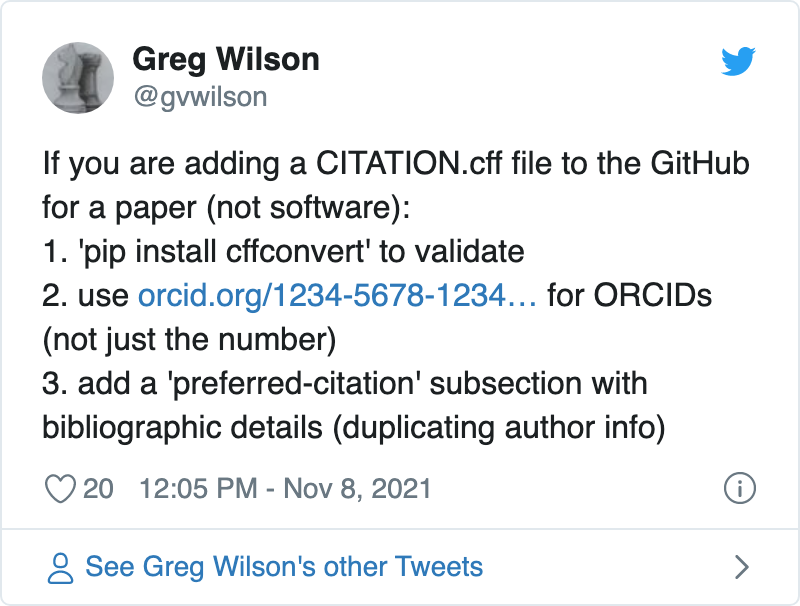 Greg Wilson
@gvwilson
If you are adding a CITATION.cff file to the GitHub
for a paper (not software):
1. 'pip install cffconvert' to validate
2. use orcid.org/1234-5678-1234… for ORCIDs
(not just the number)
3. add a 'preferred-citation' subsection with
bibliographic details (duplicating author info)
20 12:05 PM - Nov 8, 2021
See Greg Wilson's other Tweets